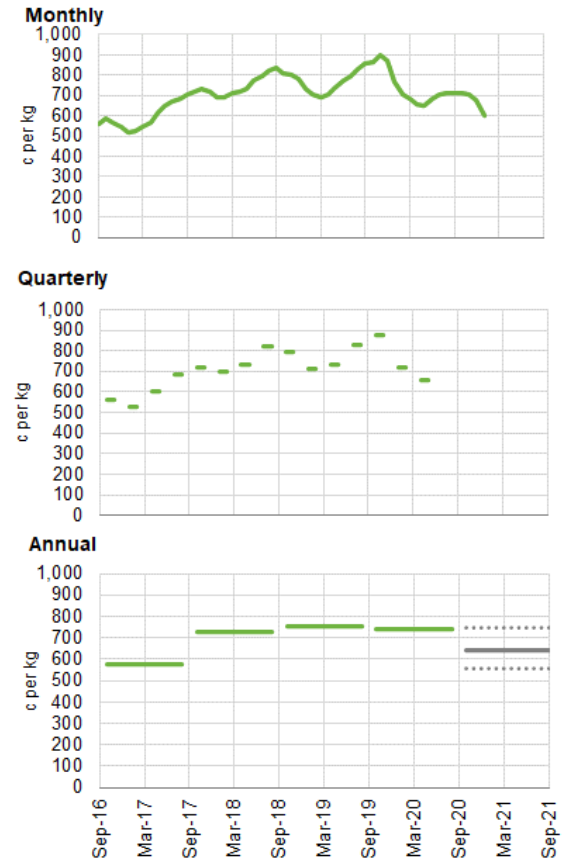 Monthly
1,000
900
800
700
600
500
400
300
200
100
0
c per kg
Quarterly
1,000
900
800
700
600
500
400
300
200
100
0
c per kg
Annual
1,000
900
800
700
600
500
400
300
200
100
0
c per kg
Sep-16
Mar-17
Sep-17
Mar-18
Sep-18
Mar-19
Sep-19
Mar-20
Sep-20
Mar-21
Sep-21